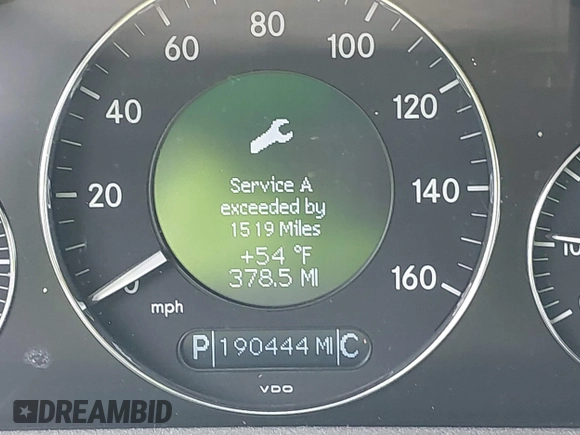 80
60
100
40
120
20
140
0
160
mph
Service A
exceeded by
1519 Miles
+54 °F
378.5 MI
P 190444 MI C
VDO
10
DREAMBID